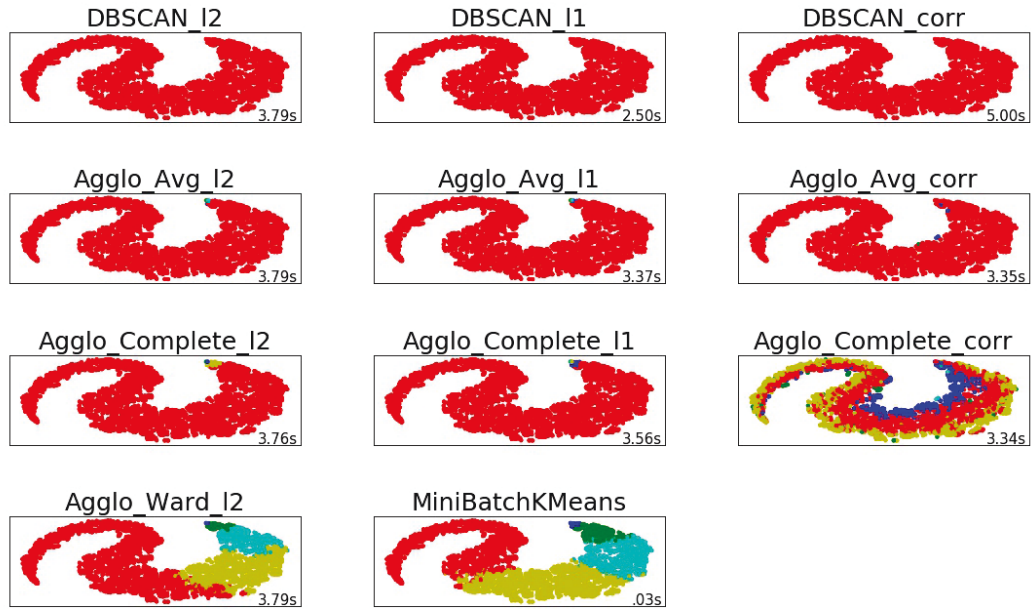 DBSCAN_l2
DBSCAN_l1
DBSCAN_corr
3.79s
2.50s
5.00s
Agglo_Avg_l2
Agglo_Avg_l1
Agglo_Avg_corr
3.79s
3.37s
3.35s
Agglo_Complete_l2
Agglo_Complete_l1
Agglo_Complete_corr
3.76s
3.56s
3.34s
Agglo_Ward_l2
MiniBatchKMeans
3.79s
.03s